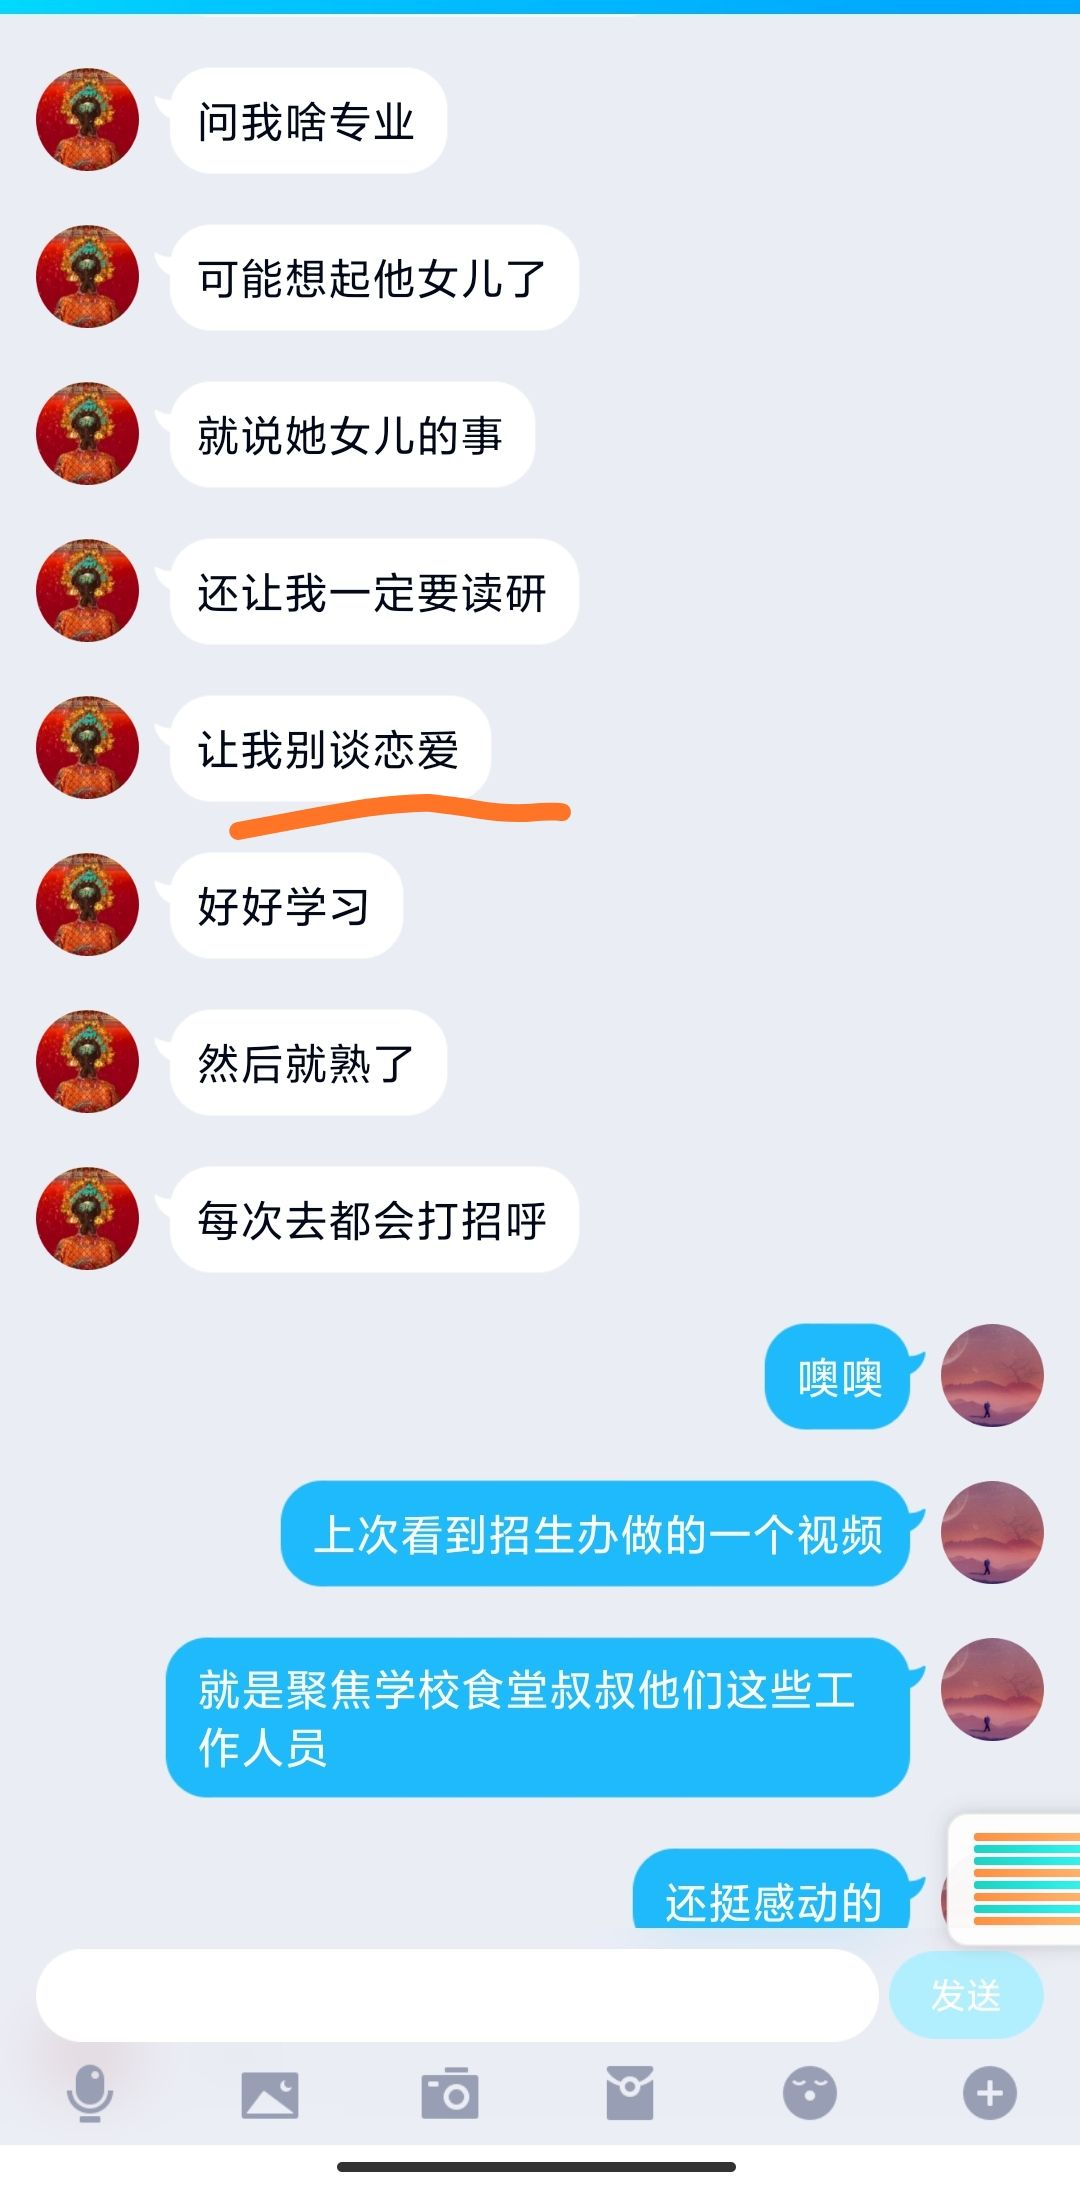 问我啥专业
可能想起他女儿了
就说她女儿的事
还让我一定要读研
让我别谈恋爱
好好学习
然后就熟了
每次去都会打招呼
噢噢
上次看到招生办做的一个视频
就是聚焦学校食堂叔叔他们这些工
作人员
还挺感动的
发送